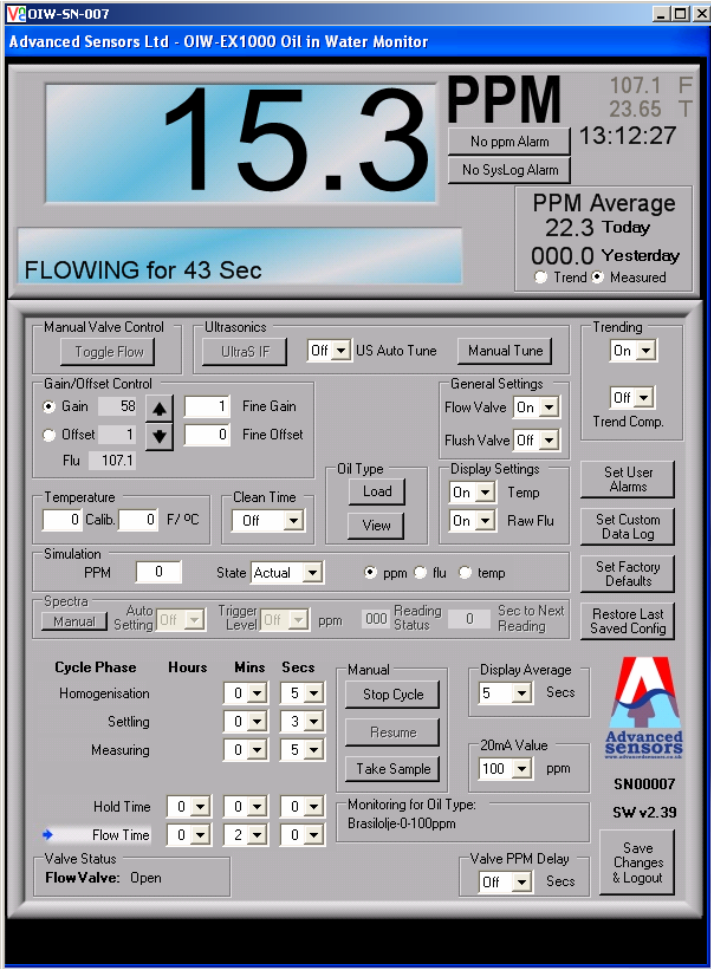 OIW-SN-007
Advanced Sensors Ltd - OIW-EX1000 Oil in Water Monitor
15.3 PPM
107.1 F
23.65 T
No ppm Alarm
13:12:27
No SysLog Alarm
PPM Average
22.3 Today
000.0 Yesterday
Trend Measured
FLOWING for 43 Sec
Manual Valve Control
Toggle Flow
Ultrasonics
UltraS IF Off US Auto Tune Manual Tune
Trending
On
Off
Trend Comp.
Gain/Offset Control
Gain 58 1 Fine Gain
Offset 1 0 Fine Offset
Flu 107.1
General Settings
Flow Valve On
Flush Valve Off
Temperature
0 Calib. 0 F/ ºC
Clean Time
Off
Oil Type
Load
View
Display Settings
On Temp
On Raw Flu
Set User
Alarms
Set Custom
Data Log
Set Factory
Defaults
Restore Last
Saved Config
Simulation
PPM 0 State Actual ppm flu temp
Spectra
Manual
Auto
Setting Off
Trigger
Level Off ppm
000 Reading
Status
0 Sec to Next
Reading
Cycle Phase Hours Mins Secs
Homogenisation 0 5
Settling 0 3
Measuring 0 5
Hold Time 0 0 0
Flow Time 0 2 0
Manual
Stop Cycle
Resume
Take Sample
Display Average
5 Secs
20mA Value
100 ppm
Monitoring for Oil Type:
Brasilolje-0-100ppm
Advanced
sensors
www.advancedsensors.co.uk
SN00007
SW v2.39
Valve Status
FlowValve: Open
Valve PPM Delay
Off Secs
Save
Changes
& Logout